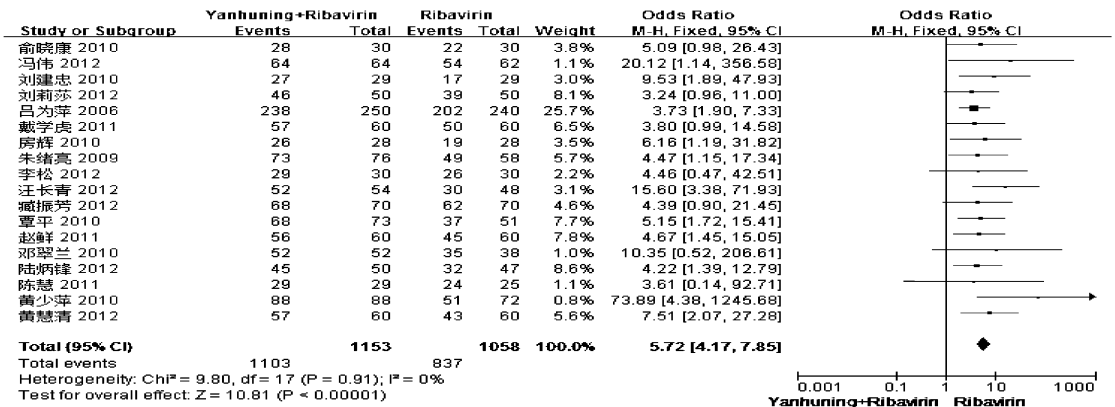 Yanhuning+Ribavirin Ribavirin Odds Ratio Odds Ratio
Study or Subgroup Events Total Events Total Weight M-H, Fixed, 95% CI M-H, Fixed, 95% CI
俞晓康 2010 28 30 22 30 3.8% 5.09 [0.98, 26.43]
冯伟 2012 64 64 54 62 1.1% 20.12 [1.14, 356.58]
刘建忠 2010 27 29 17 29 3.0% 9.53 [1.89, 47.93]
刘莉莎 2012 46 50 39 50 8.5% 3.24 [0.96, 11.00]
吕为萍 2006 238 250 202 240 25.7% 3.73 [1.90, 7.33]
戴学虎 2011 57 60 50 60 6.5% 3.80 [0.99, 14.58]
房辉 2010 26 28 19 28 3.5% 6.16 [1.19, 31.82]
朱绪亮 2009 73 76 49 58 5.7% 4.47 [1.15, 17.34]
李松 2012 29 30 26 30 2.2% 4.46 [0.47, 42.51]
汪长青 2012 52 54 30 48 3.1% 15.60 [3.38, 71.93]
臧振芳 2012 68 70 62 70 4.6% 4.39 [0.90, 21.45]
覃平 2010 68 73 37 51 7.7% 5.15 [1.72, 15.41]
赵鲜 2011 56 60 45 60 7.8% 4.67 [1.45, 15.05]
邓翠兰 2010 52 52 35 38 1.0% 10.35 [0.52, 206.61]
陆炳锋 2012 45 50 32 47 8.6% 4.22 [1.39, 12.79]
陈慧 2011 29 29 24 25 1.1% 3.61 [0.14, 92.71]
黄少萍 2010 88 88 51 72 0.8% 73.89 [4.38, 1245.68]
黄慧清 2012 57 60 43 60 5.6% 7.51 [2.07, 27.28]
Total (95% CI) 1153 1058 100.0% 5.72 [4.17, 7.85]
Total events 1103 837
Heterogeneity: Chi² = 9.80, df = 17 (P = 0.91); I² = 0%
Test for overall effect: Z = 10.81 (P < 0.00001)
0.001 0.1 1 10 1000
Yanhuning+Ribavirin Ribavirin